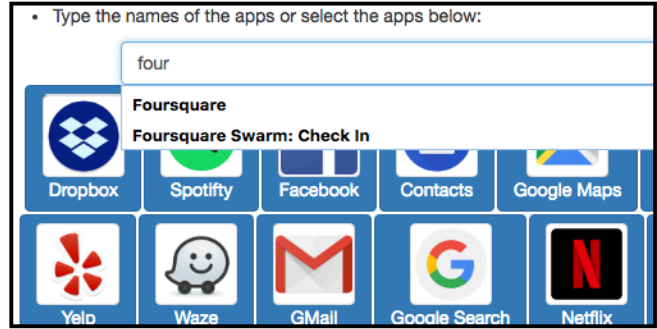 • Type the names of the apps or select the apps below:
four
Foursquare
Foursquare Swarm: Check In
Dropbox Spotifty Facebook Contacts Google Maps
Yelp Waze GMail Google Search Netflix